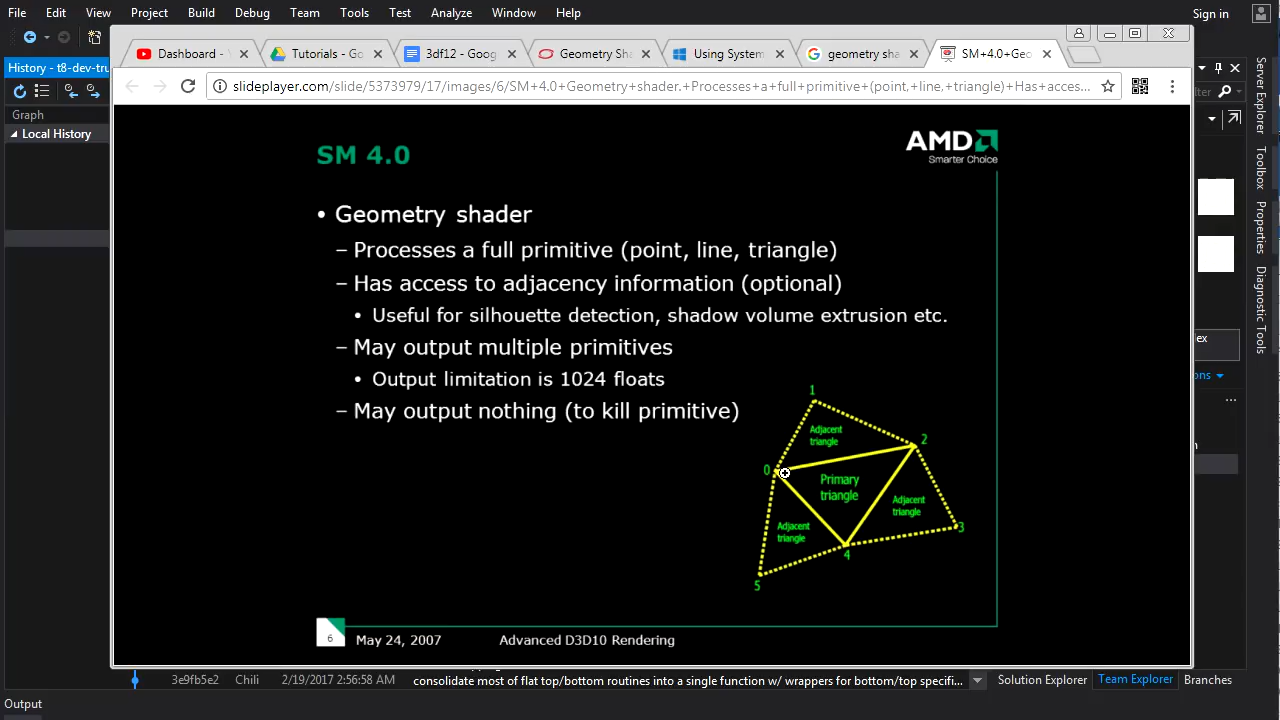 File Edit View Project Build Debug Team Tools Test Analyze Window Help Sign in
Dashboard - Tutorials - Go 3df12 - Goog Geometry Sha Using System geometry sha SM+4.0+Geo
History - t8-dev-tru
slideplayer.com/slide/5373979/17/images/6/SM+4.0+Geometry+shader.+Processes+a+full+primitive+(point,+line,+triangle)+Has+acces...
Graph
Local History
SM 4.0
AMD
Smarter Choice
• Geometry shader
– Processes a full primitive (point, line, triangle)
– Has access to adjacency information (optional)
• Useful for silhouette detection, shadow volume extrusion etc.
– May output multiple primitives
• Output limitation is 1024 floats
– May output nothing (to kill primitive)
1
Adjacent
triangle
2
0
Primary
triangle
Adjacent
triangle
Adjacent
triangle
3
4
5
6 May 24, 2007 Advanced D3D10 Rendering
Server Explorer
Toolbox
Properties
Diagnostic Tools
3e9fb5e2 Chili 2/19/2017 2:56:58 AM consolidate most of flat top/bottom routines into a single function w/ wrappers for bottom/top specifi...
Solution Explorer Team Explorer Branches
Output